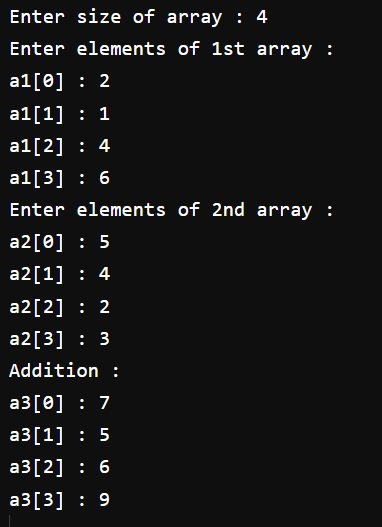 Enter size of array : 4
Enter elements of 1st array :
a1[0] : 2
a1[1] : 1
a1[2] : 4
a1[3] : 6
Enter elements of 2nd array :
a2[0] : 5
a2[1] : 4
a2[2] : 2
a2[3] : 3
Addition :
a3[0] : 7
a3[1] : 5
a3[2] : 6
a3[3] : 9